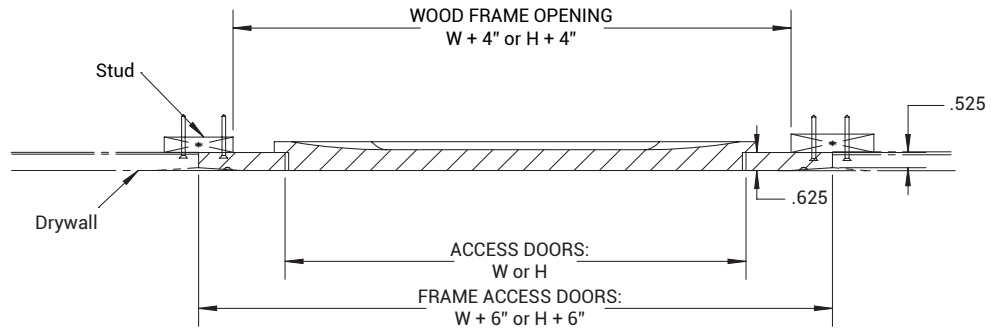 WOOD FRAME OPENING
W + 4" or H + 4"
Stud
.525
.625
Drywall
ACCESS DOORS:
W or H
FRAME ACCESS DOORS:
W + 6" or H + 6"